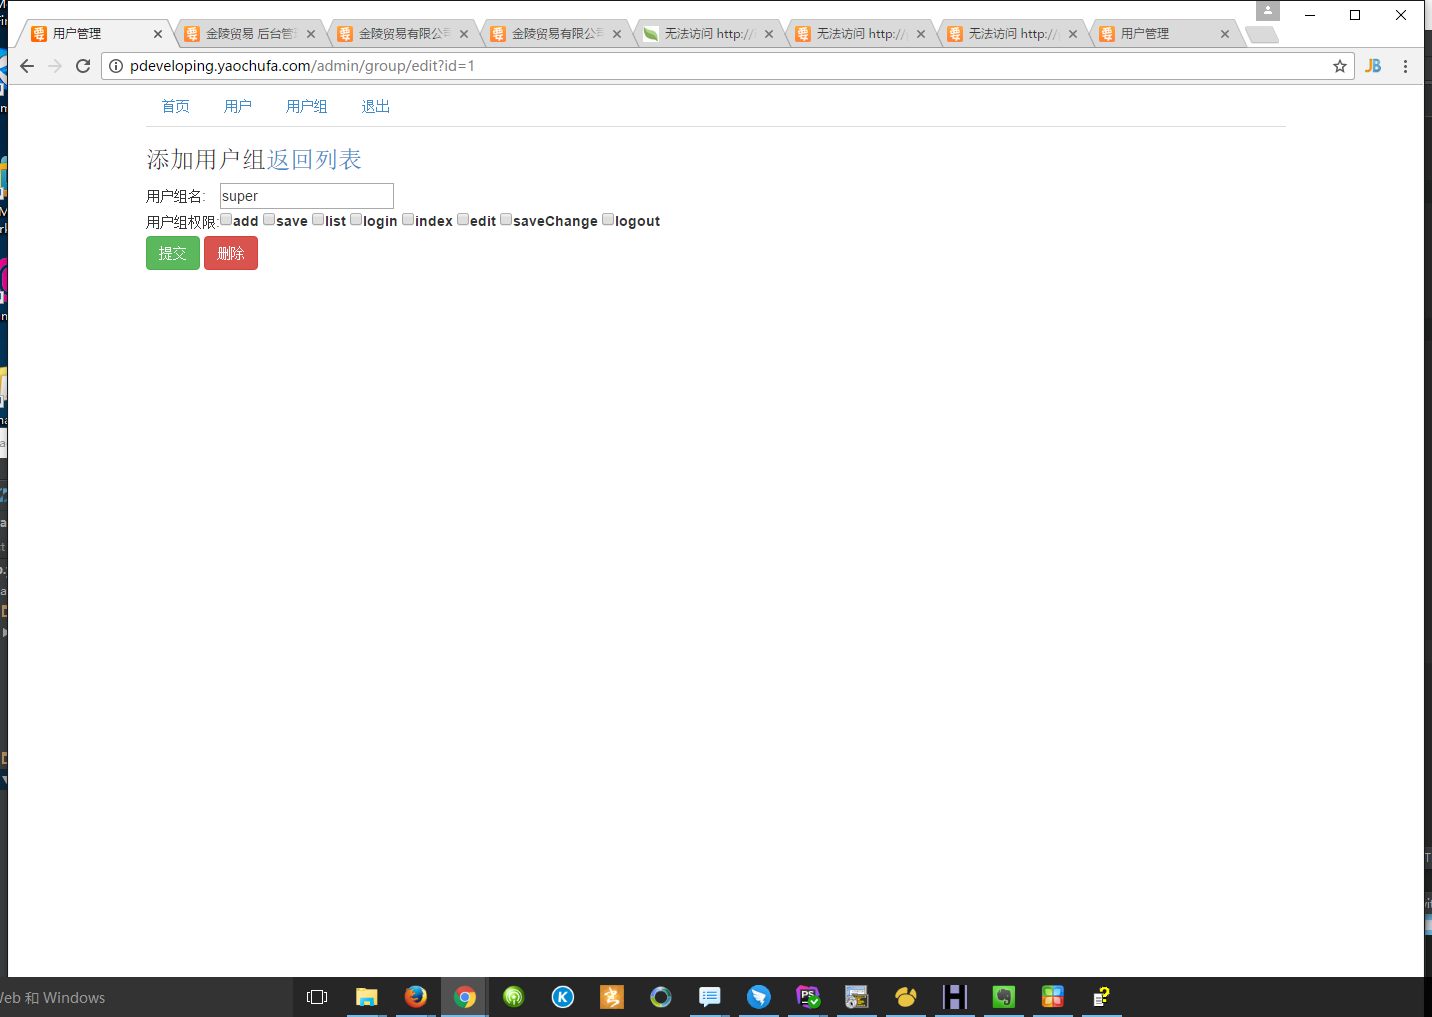 用户管理
金陵贸易 后台管
金陵贸易有限公司
金陵贸易有限公司
无法访问 http://
无法访问 http://
无法访问 http://
用户管理
pdeveloping.yaochufa.com/admin/group/edit?id=1
JB
首页 用户 用户组 退出
添加用户组返回列表
用户组名: super
用户组权限: add save list login index edit saveChange logout
提交 删除
Web 和 Windows